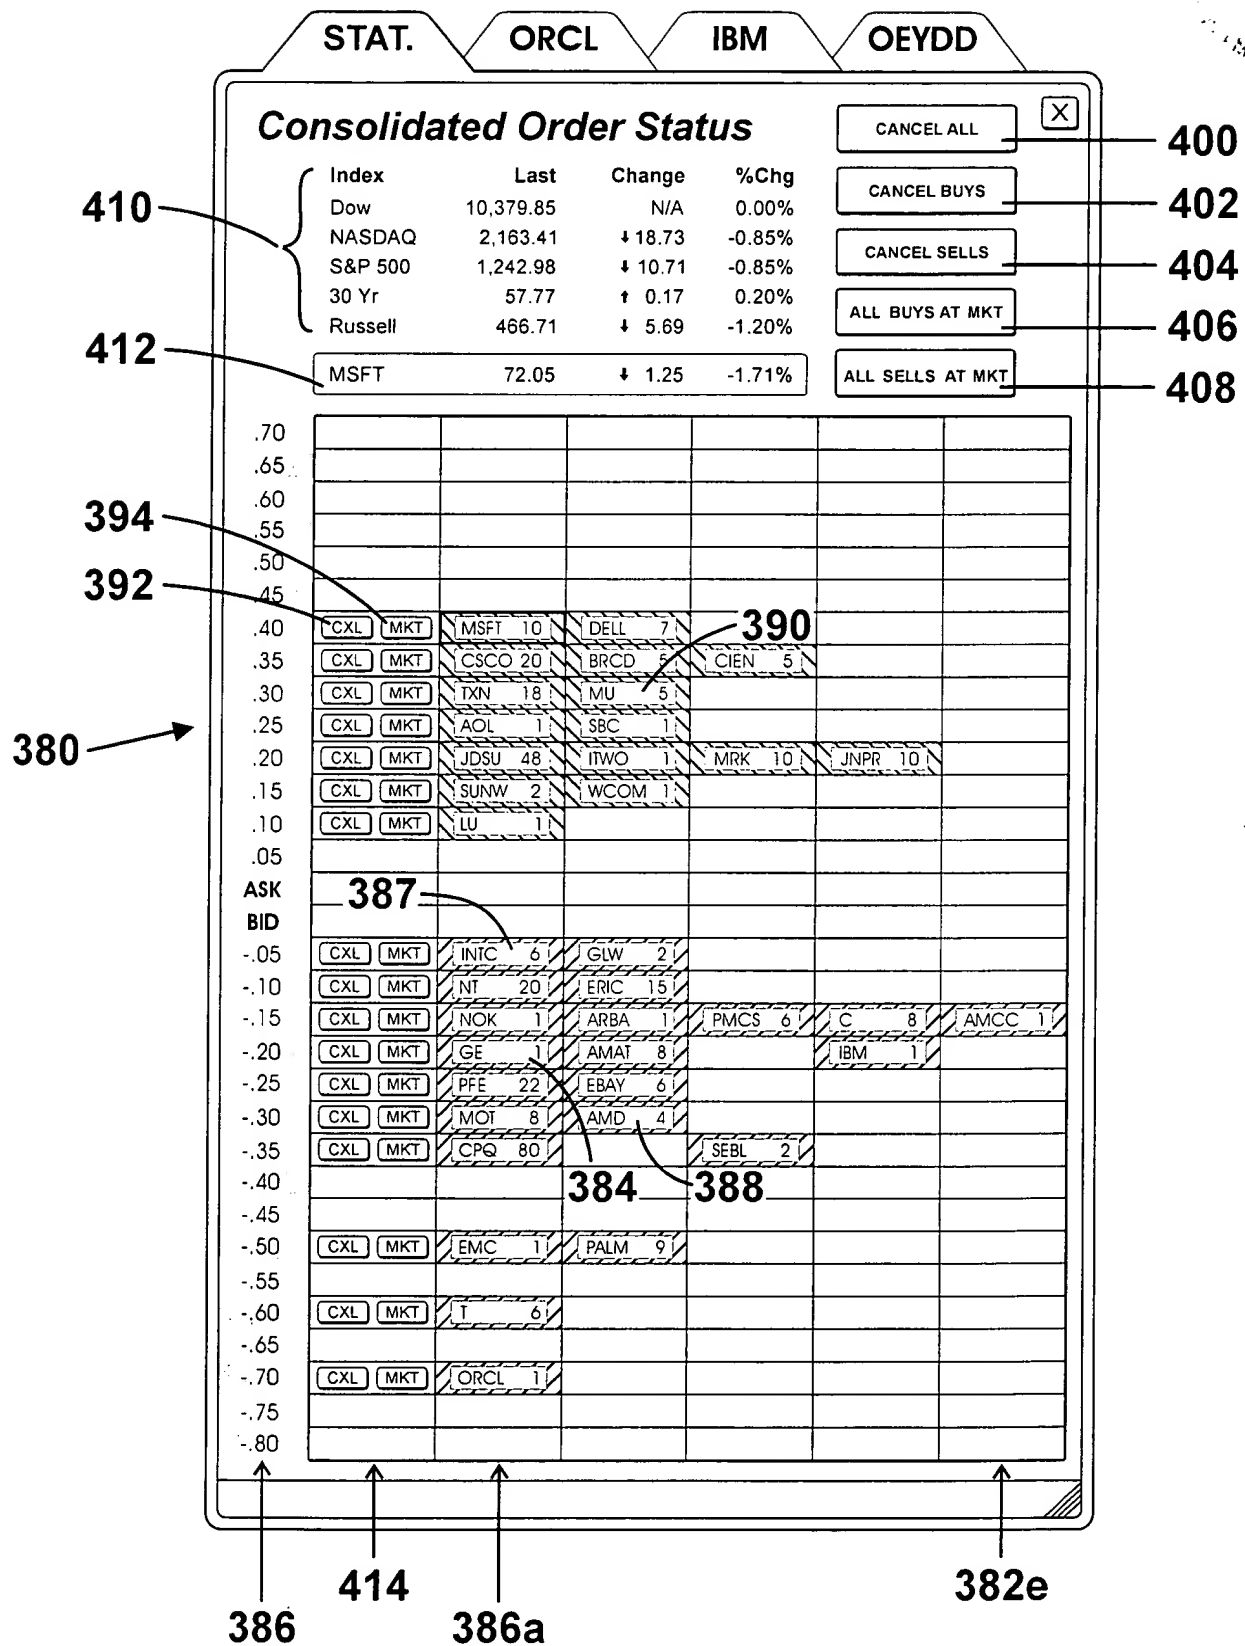 STAT. ORCL IBM OEYDD
Consolidated Order Status CANCEL ALL X 400
Index Last Change %Chg
410 Dow 10,379.85 N/A 0.00% CANCEL BUYS 402
NASDAQ 2,163.41 ↓ 18.73 -0.85%
S&P 500 1,242.98 ↓ 10.71 -0.85% CANCEL SELLS 404
30 Yr 57.77 ↑ 0.17 0.20%
Russell 466.71 ↓ 5.69 -1.20% ALL BUYS AT MKT 406
412 MSFT 72.05 ↓ 1.25 -1.71% ALL SELLS AT MKT 408
.70
.65
.60
394 .55
.50
392 .45
.40 CXL MKT MSFT 10 DELL 7 390
.35 CXL MKT CSCO 20 BRCD 5 CIEN 5
.30 CXL MKT TXN 18 MU 5
380 .25 CXL MKT AOL 1 SBC 1
.20 CXL MKT JDSU 48 ITWO 1 MRK 10 JNPR 10
.15 CXL MKT SUNW 2 WCOM 1
.10 CXL MKT LU 1
.05
ASK 387
BID
-.05 CXL MKT INTC 6 GLW 2
-.10 CXL MKT NT 20 ERIC 15
-.15 CXL MKT NOK 1 ARBA 1 PMCS 6 C 8 AMCC 1
-.20 CXL MKT GE 1 AMAT 8 IBM 1
-.25 CXL MKT PFE 22 EBAY 6
-.30 CXL MKT MOT 8 AMD 4
-.35 CXL MKT CPQ 80 SEBL 2
-.40 384 388
-.45
-.50 CXL MKT EMC 1 PALM 9
-.55
-.60 CXL MKT T 6
-.65
-.70 CXL MKT ORCL 1
-.75
-.80
414 382e
386 386a